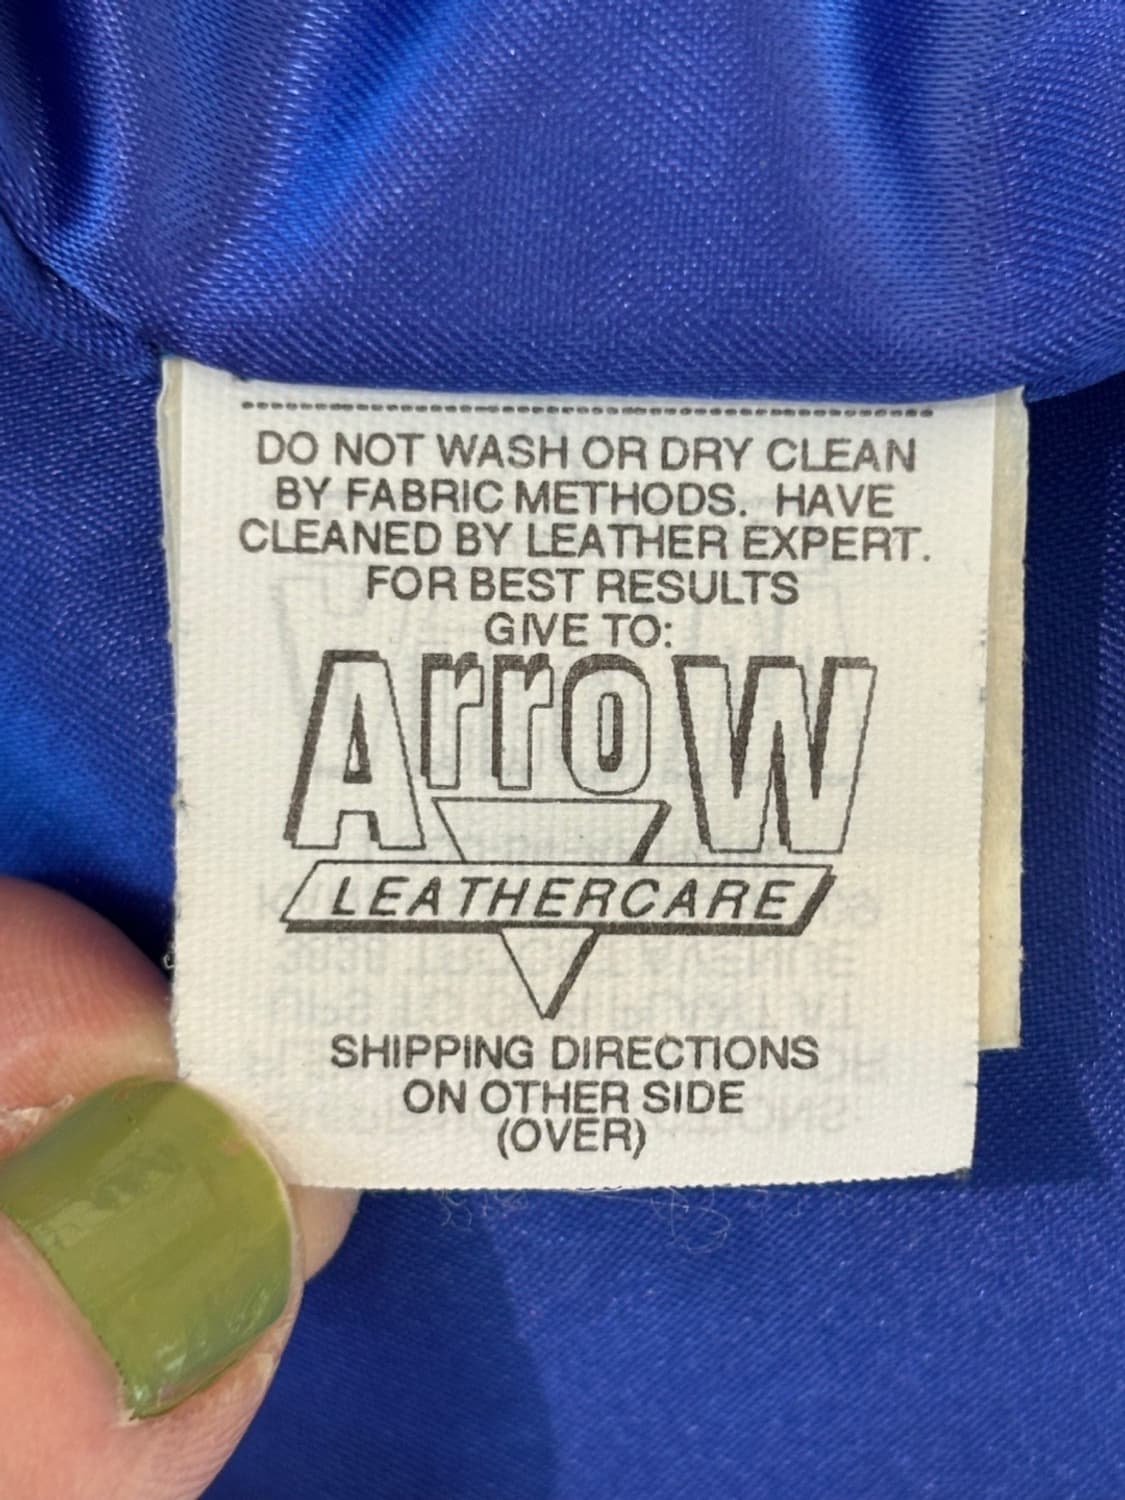 DO NOT WASH OR DRY CLEAN
BY FABRIC METHODS. HAVE
CLEANED BY LEATHER EXPERT.
FOR BEST RESULTS
GIVE TO:
ArroW
LEATHERCARE
SHIPPING DIRECTIONS
ON OTHER SIDE
(OVER)